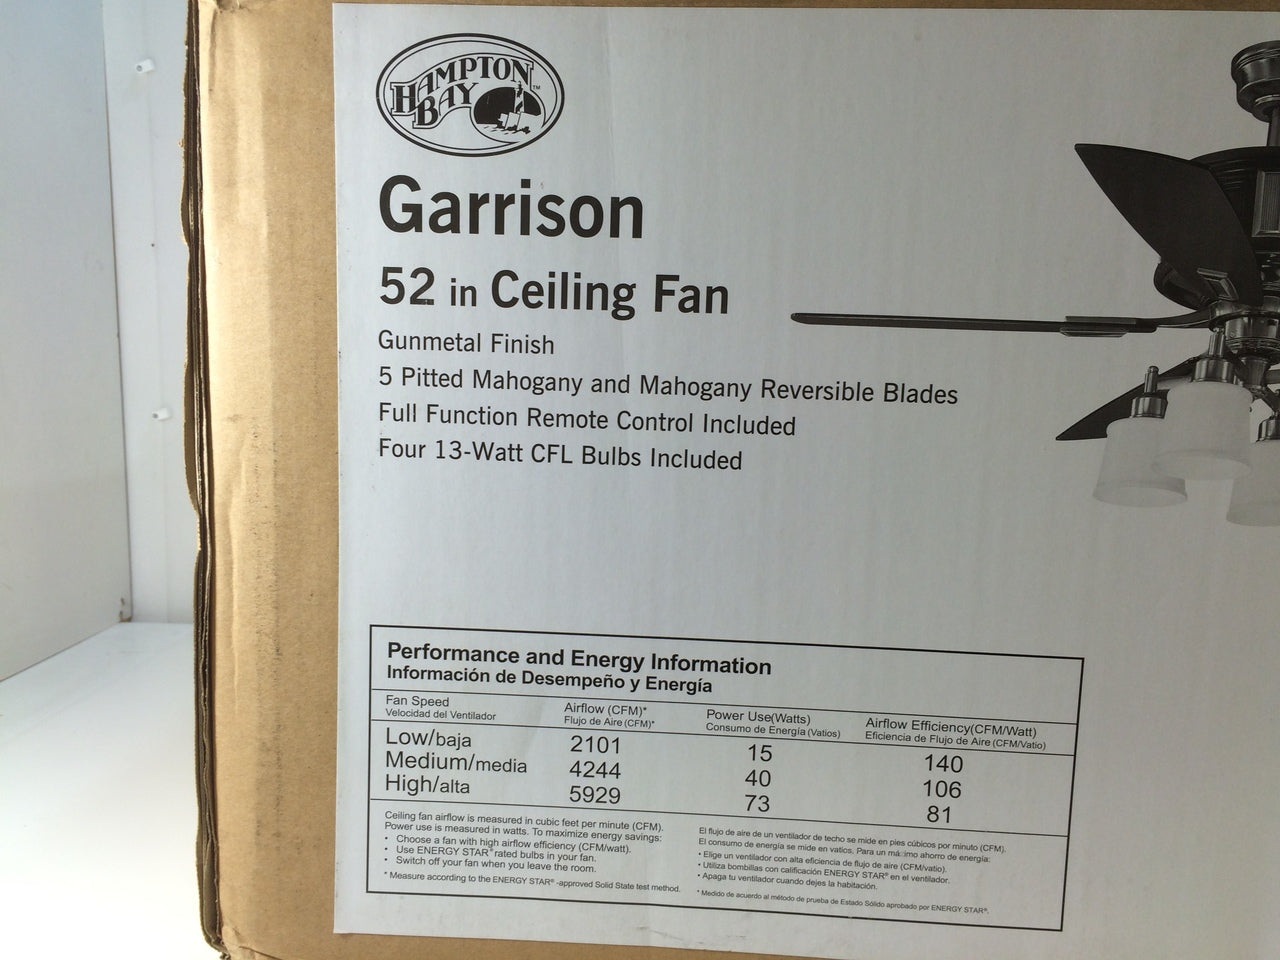 HAMPTON
BAY™
Garrison
52 in Ceiling Fan
Gunmetal Finish
5 Pitted Mahogany and Mahogany Reversible Blades
Full Function Remote Control Included
Four 13-Watt CFL Bulbs Included
Performance and Energy Information
Información de Desempeño y Energía
Fan Speed Airflow (CFM)* Power Use(Watts) Airflow Efficiency(CFM/Watt)
Velocidad del Ventilador Flujo de Aire (CFM)* Consumo de Energía (Vatios) Eficiencia de Flujo de Aire (CFM/Vatio)
Low/baja 2101 15 140
Medium/media 4244 40 106
High/alta 5929 73 81
Ceiling fan airflow is measured in cubic feet per minute (CFM).
Power use is measured in watts. To maximize energy savings:
• Choose a fan with high airflow efficiency (CFM/watt).
• Use ENERGY STAR® rated bulbs in your fan.
• Switch off your fan when you leave the room.
* Measure according to the ENERGY STAR® -approved Solid State test method.
El flujo de aire de un ventilador de techo se mide en pies cúbicos por minuto (CFM).
El consumo de energía se mide en vatios. Para un ahorro de energía:
• Elige un ventilador con alta eficiencia de flujo de aire (CFM/vatio).
• Utiliza bombillas con calificación ENERGY STAR® en el ventilador.
• Apaga tu ventilador cuando dejes la habitación.
* Medido de acuerdo al método de prueba de Estado Sólido aprobado por ENERGY STAR®.